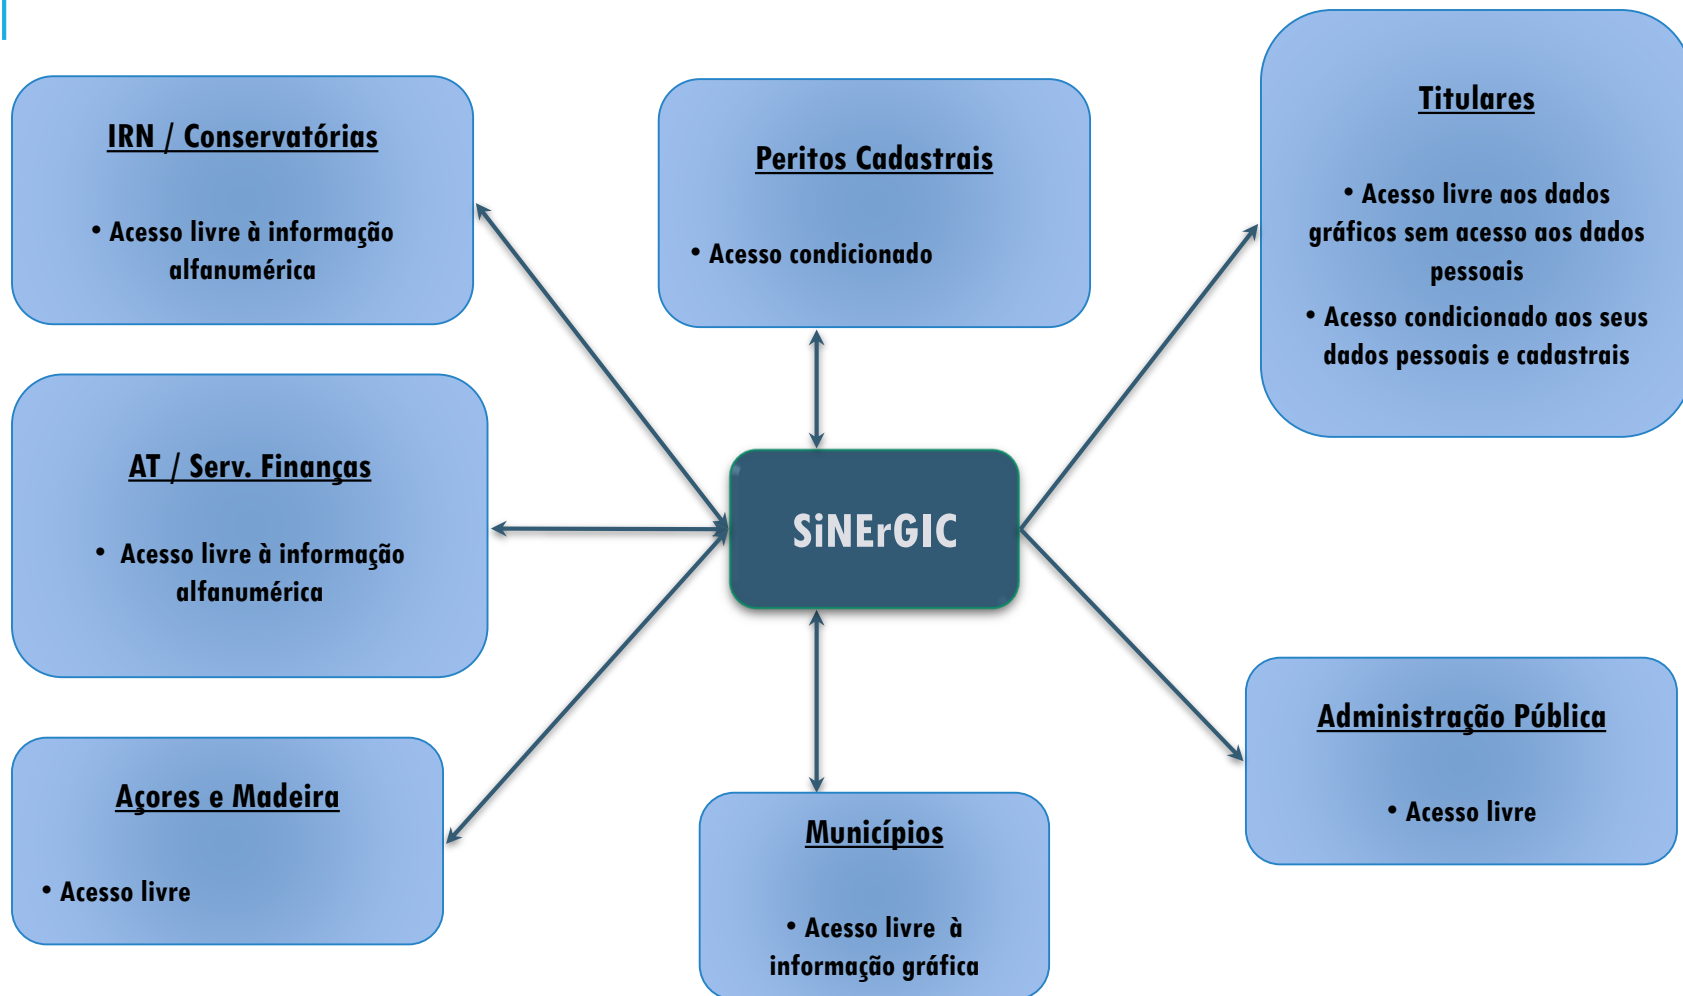 IRN / Conservatórias
• Acesso livre à informação
alfanumérica
Peritos Cadastrais
• Acesso condicionado
Titulares
• Acesso livre aos dados
gráficos sem acesso aos dados
pessoais
• Acesso condicionado aos seus
dados pessoais e cadastrais
AT / Serv. Finanças
• Acesso livre à informação
alfanumérica
SiNErGIC
Açores e Madeira
• Acesso livre
Municípios
• Acesso livre à
informação gráfica
Administração Pública
• Acesso livre